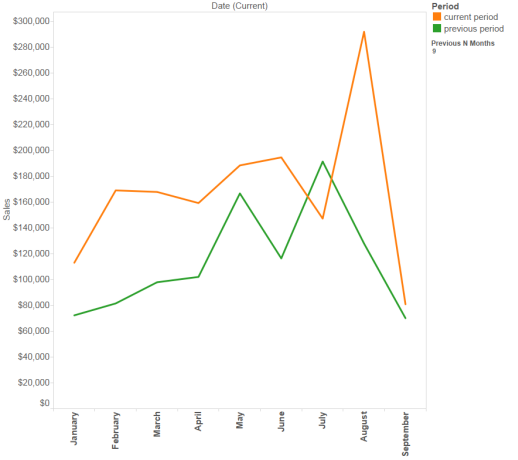 Date (Current)
Period
current period
previous period
Previous N Months
9
$300,000
$280,000
$260,000
$240,000
$220,000
$200,000
$180,000
$160,000
$140,000
$120,000
$100,000
$80,000
$60,000
$40,000
$20,000
$0
Sales
January
February
March
April
May
June
July
August
September